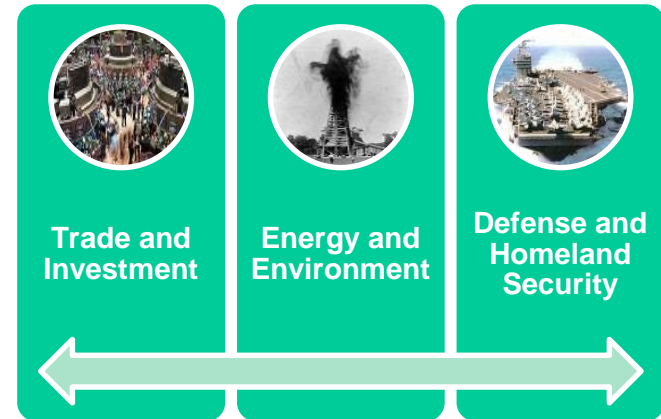 Trade and
Investment
Energy and
Environment
Defense and
Homeland
Security